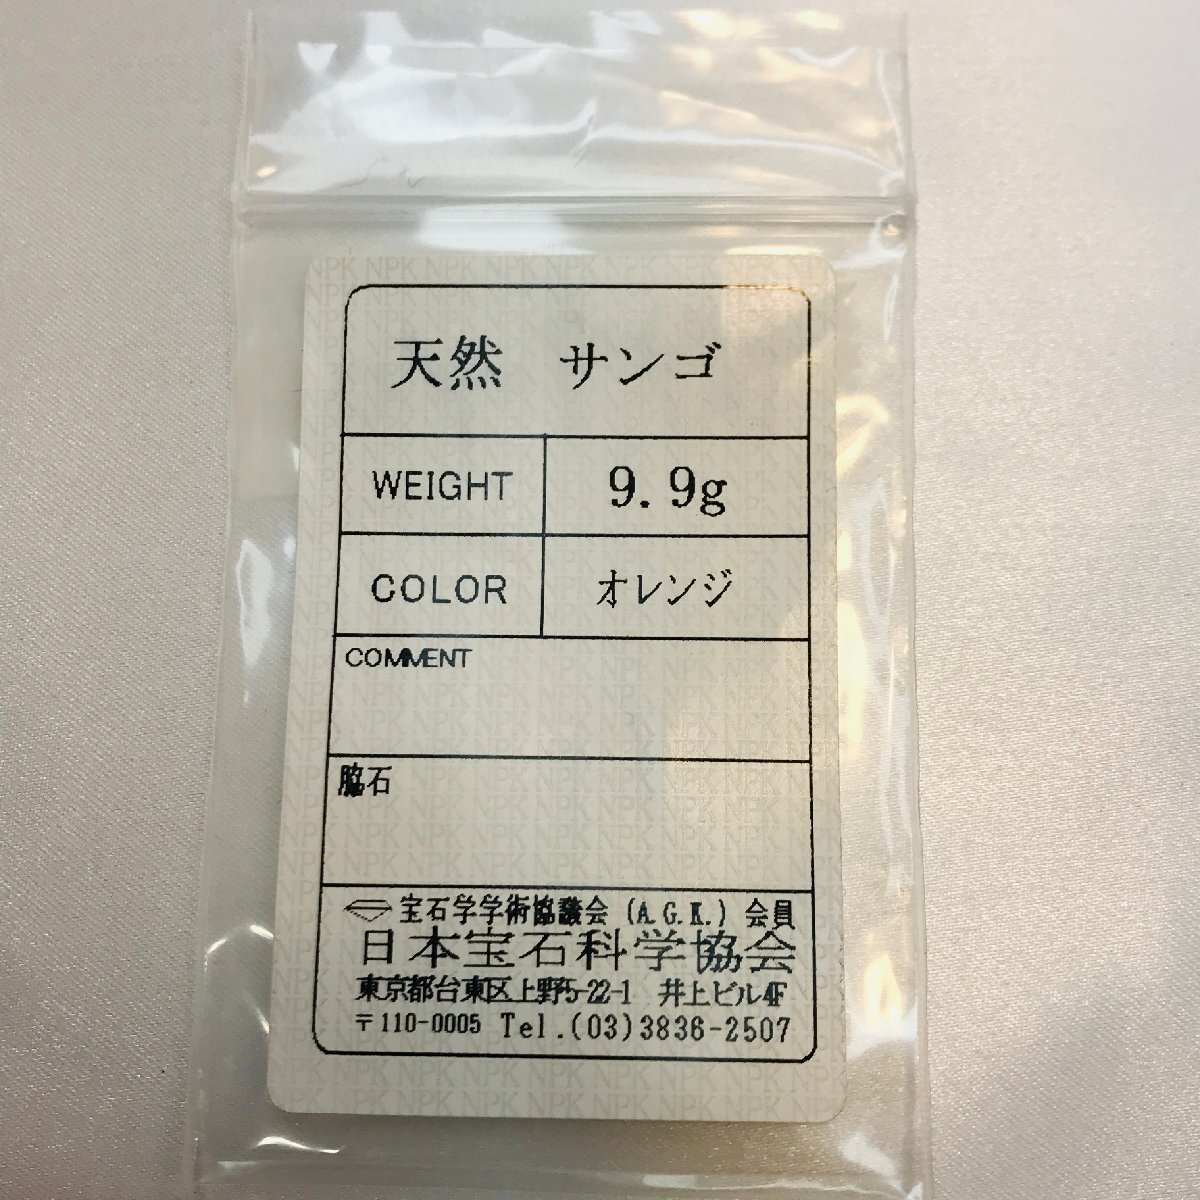 天然 サンゴ
WEIGHT 9.9g
COLOR オレンジ
COMMENT
脇石
宝石学学術協議会 (A.G.K.) 会員
日本宝石科学協会
東京都台東区上野5-22-1 井上ビル4F
〒110-0005 Tel.(03)3836-2507